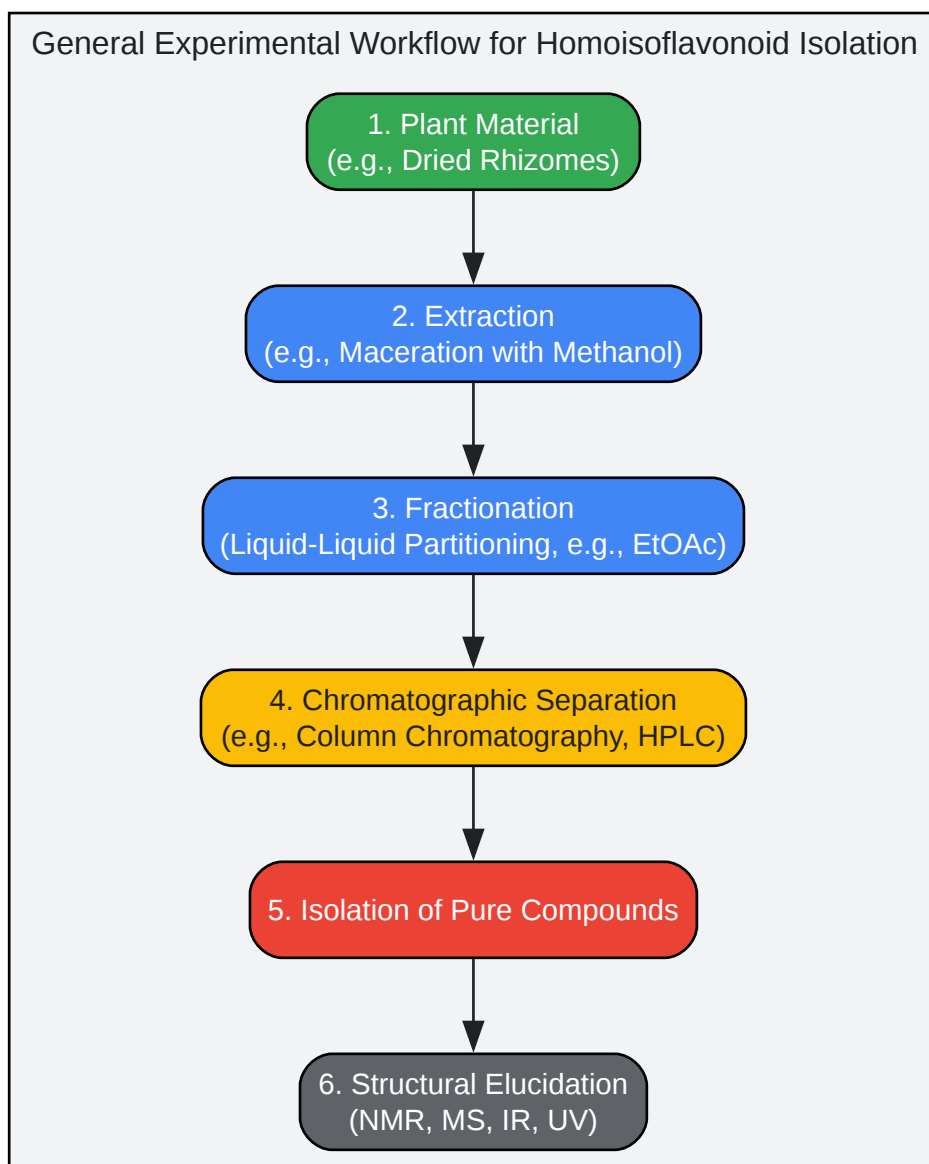 General Experimental Workflow for Homoisoflavonoid Isolation
1. Plant Material
(e.g., Dried Rhizomes)
2. Extraction
(e.g., Maceration with Methanol)
3. Fractionation
(Liquid-Liquid Partitioning, e.g., EtOAc)
4. Chromatographic Separation
(e.g., Column Chromatography, HPLC)
5. Isolation of Pure Compounds
6. Structural Elucidation
(NMR, MS, IR, UV)